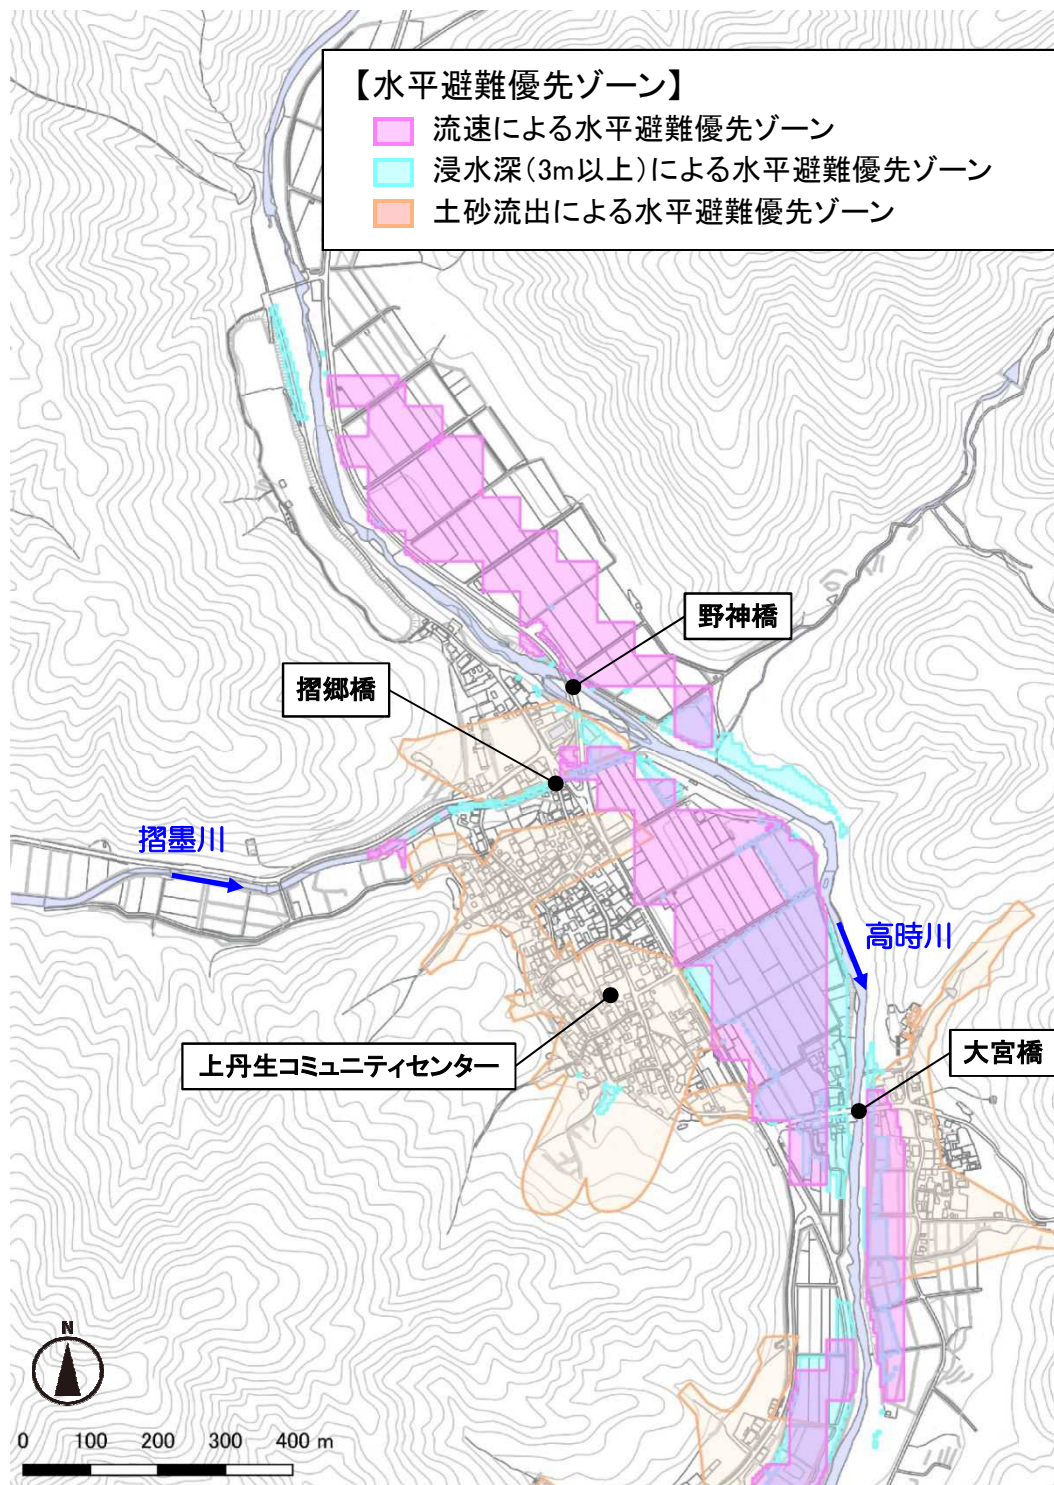 【水平避難優先ゾーン】
流速による水平避難優先ゾーン
浸水深(3m以上)による水平避難優先ゾーン
土砂流出による水平避難優先ゾーン
野神橋
摺郷橋
摺墨川
高時川
大宮橋
上丹生コミュニティセンター
N
0 100 200 300 400 m